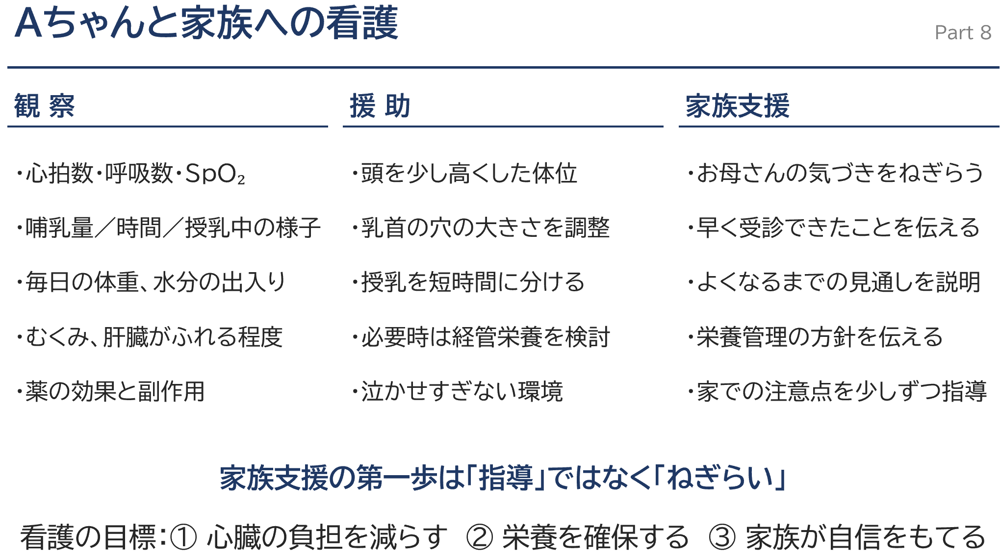 Aちゃんと家族への看護
Part 8
観 察
・心拍数・呼吸数・SpO₂
・哺乳量／時間／授乳中の様子
・毎日の体重、水分の出入り
・むくみ、肝臓がふれる程度
・薬の効果と副作用
援 助
・頭を少し高くした体位
・乳首の穴の大きさを調整
・授乳を短時間に分ける
・必要時は経管栄養を検討
・泣かせすぎない環境
家族支援
・お母さんの気づきをねぎらう
・早く受診できたことを伝える
・よくなるまでの見通しを説明
・栄養管理の方針を伝える
・家での注意点を少しずつ指導
家族支援の第一歩は「指導」ではなく「ねぎらい」
看護の目標：① 心臓の負担を減らす ② 栄養を確保する ③ 家族が自信をもてる